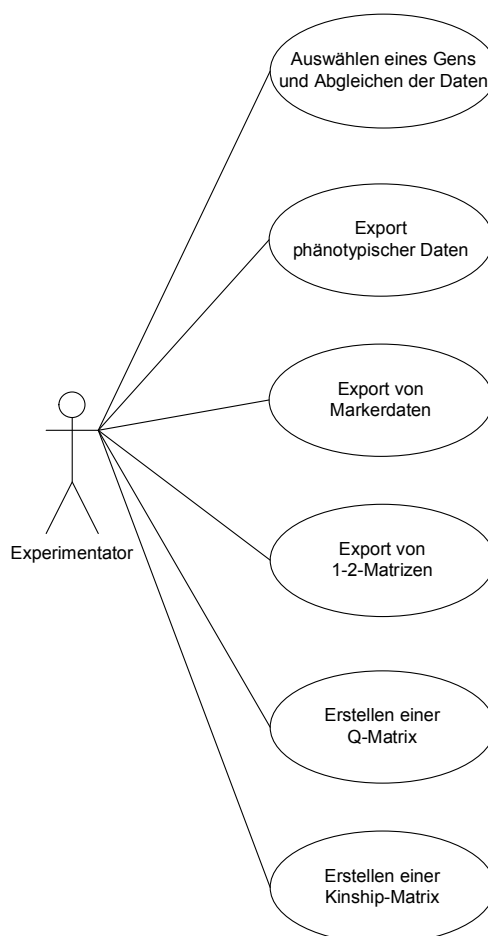 Auswählen eines Gens
und Abgleichen der Daten
Export
phänotypischer Daten
Export von
Markerdaten
Experimentator
Export von
1-2-Matrizen
Erstellen einer
Q-Matrix
Erstellen einer
Kinship-Matrix